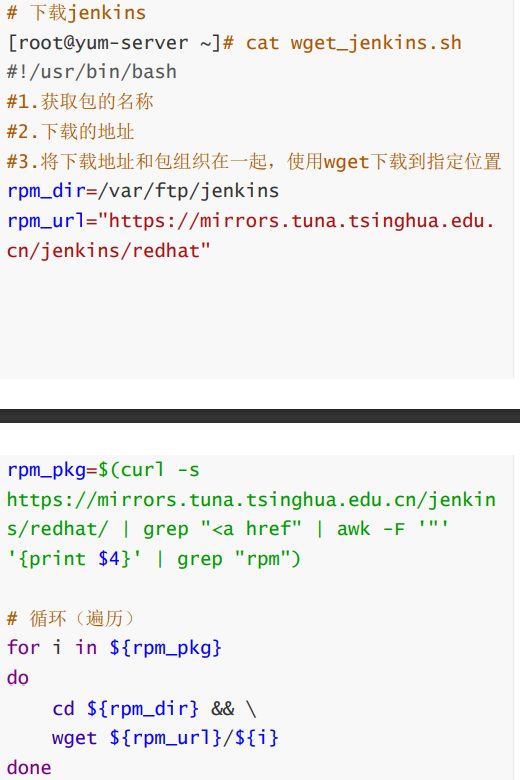 # 下载jenkins
[root@yum-server ~]# cat wget_jenkins.sh
#!/usr/bin/bash
#1.获取包的名称
#2.下载的地址
#3.将下载地址和包组织在一起，使用wget下载到指定位置
rpm_dir=/var/ftp/jenkins
rpm_url="https://mirrors.tuna.tsinghua.edu.
cn/jenkins/redhat"
rpm_pkg=$(curl -s
https://mirrors.tuna.tsinghua.edu.cn/jenkin
s/redhat/ | grep "<a href" | awk -F '"'
'{print $4}' | grep "rpm")
# 循环（遍历）
for i in ${rpm_pkg}
do
    cd ${rpm_dir} && \
    wget ${rpm_url}/${i}
done